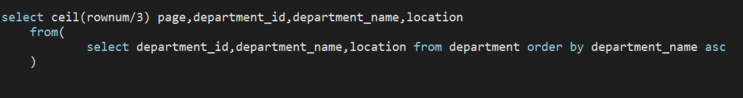 select ceil(rownum/3) page,department_id,department_name,location
from(
select department_id,department_name,location from department order by department_name asc
)